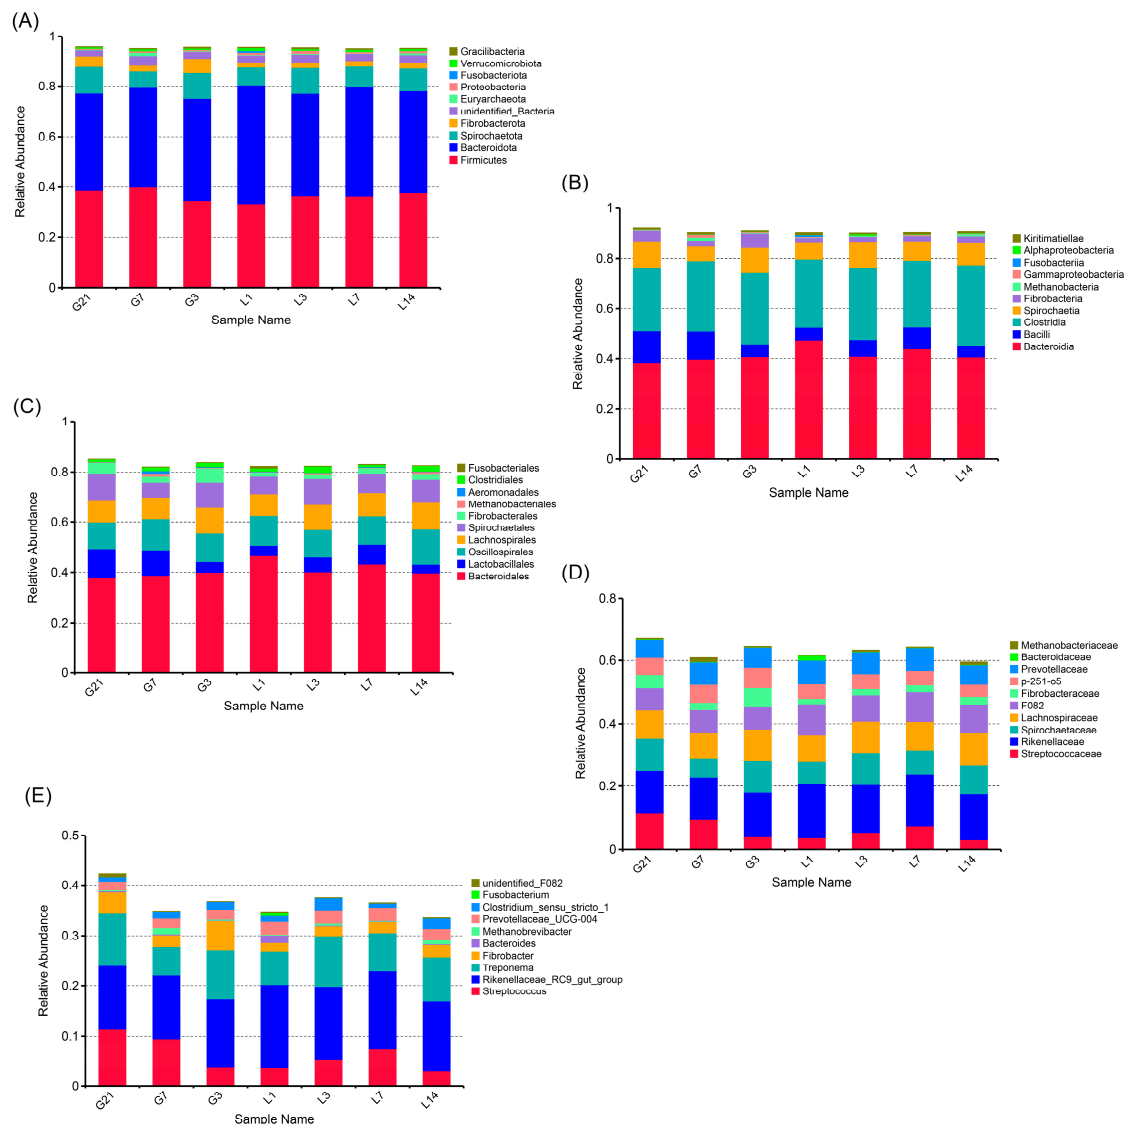 (A)
1
0.8
0.6
0.4
0.2
0
Relative Abundance
G21 G7 G3 L1 L3 L7 L14
Sample Name
Gracilibacteria
Verrucomicrobiota
Fusobacteriota
Proteobacteria
Euryarchaeota
unidentified_Bacteria
Fibrobacterota
Spirochaetota
Bacteroidota
Firmicutes
(B)
1
0.8
0.6
0.4
0.2
0
Relative Abundance
G21 G7 G3 L1 L3 L7 L14
Sample Name
Kiritimatiellae
Alphaproteobacteria
Fusobacteriia
Gammaproteobacteria
Methanobacteria
Fibrobacteria
Spirochaetia
Clostridia
Bacilli
Bacteroidia
(C)
1
0.8
0.6
0.4
0.2
0
Relative Abundance
G21 G7 G3 L1 L3 L7 L14
Sample Name
Fusobacteriales
Clostridiales
Aeromonadales
Methanobacteriales
Fibrobacterales
Spirochaetales
Lachnospirales
Oscillospirales
Lactobacillales
Bacteroidales
(D)
0.8
0.6
0.4
0.2
0
Relative Abundance
G21 G7 G3 L1 L3 L7 L14
Sample Name
Methanobacteriaceae
Bacteroidaceae
Prevotellaceae
p-251-o5
Fibrobacteraceae
F082
Lachnospiraceae
Spirochaetaceae
Rikenellaceae
Streptococcaceae
(E)
0.5
0.4
0.3
0.2
0.1
0
Relative Abundance
G21 G7 G3 L1 L3 L7 L14
Sample Name
unidentified_F082
Fusobacterium
Clostridium_sensu_stricto_1
Prevotellaceae_UCG-004
Methanobrevibacter
Bacteroides
Fibrobacter
Treponema
Rikenellaceae_RC9_gut_group
Streptococcus